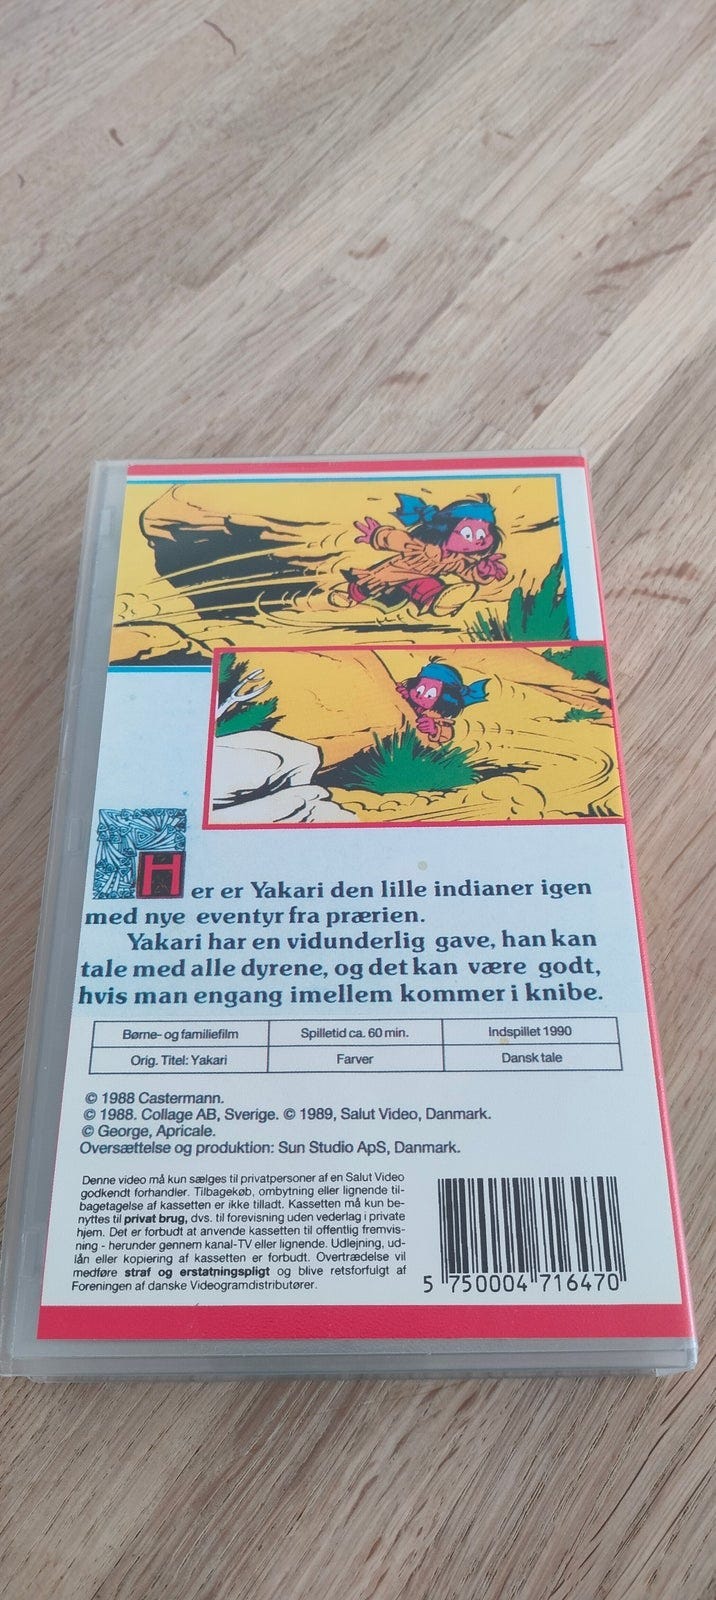 Her er Yakari den lille indianer igen
med nye eventyr fra prærien.
Yakari har en vidunderlig gave, han kan
tale med alle dyrene, og det kan være godt,
hvis man engang imellem kommer i knibe.
Børne- og familiefilm Spilletid ca. 60 min. Indspillet 1990
Orig. Titel: Yakari Farver Dansk tale
© 1988 Castermann.
© 1988. Collage AB, Sverige. © 1989, Salut Video, Danmark.
© George, Apricale.
Oversættelse og produktion: Sun Studio ApS, Danmark.
Denne video må kun sælges til privatpersoner af en Salut Video
godkendt forhandler. Tilbagekøb, ombytning eller lignende til-
bagetagelse af kassetten er ikke tilladt. Kassetten må kun be-
nyttes til privat brug, dvs. til forevisning uden vederlag i private
hjem. Det er forbudt at anvende kassetten til offentlig fremvis-
ning - herunder gennem kanal-TV eller lignende. Udlejning, ud-
lån eller kopiering af kassetten er forbudt. Overtrædelse vil
medføre straf og erstatningspligt og blive retsforfulgt af
Foreningen af danske Videogramdistributører.
5 750004 716470